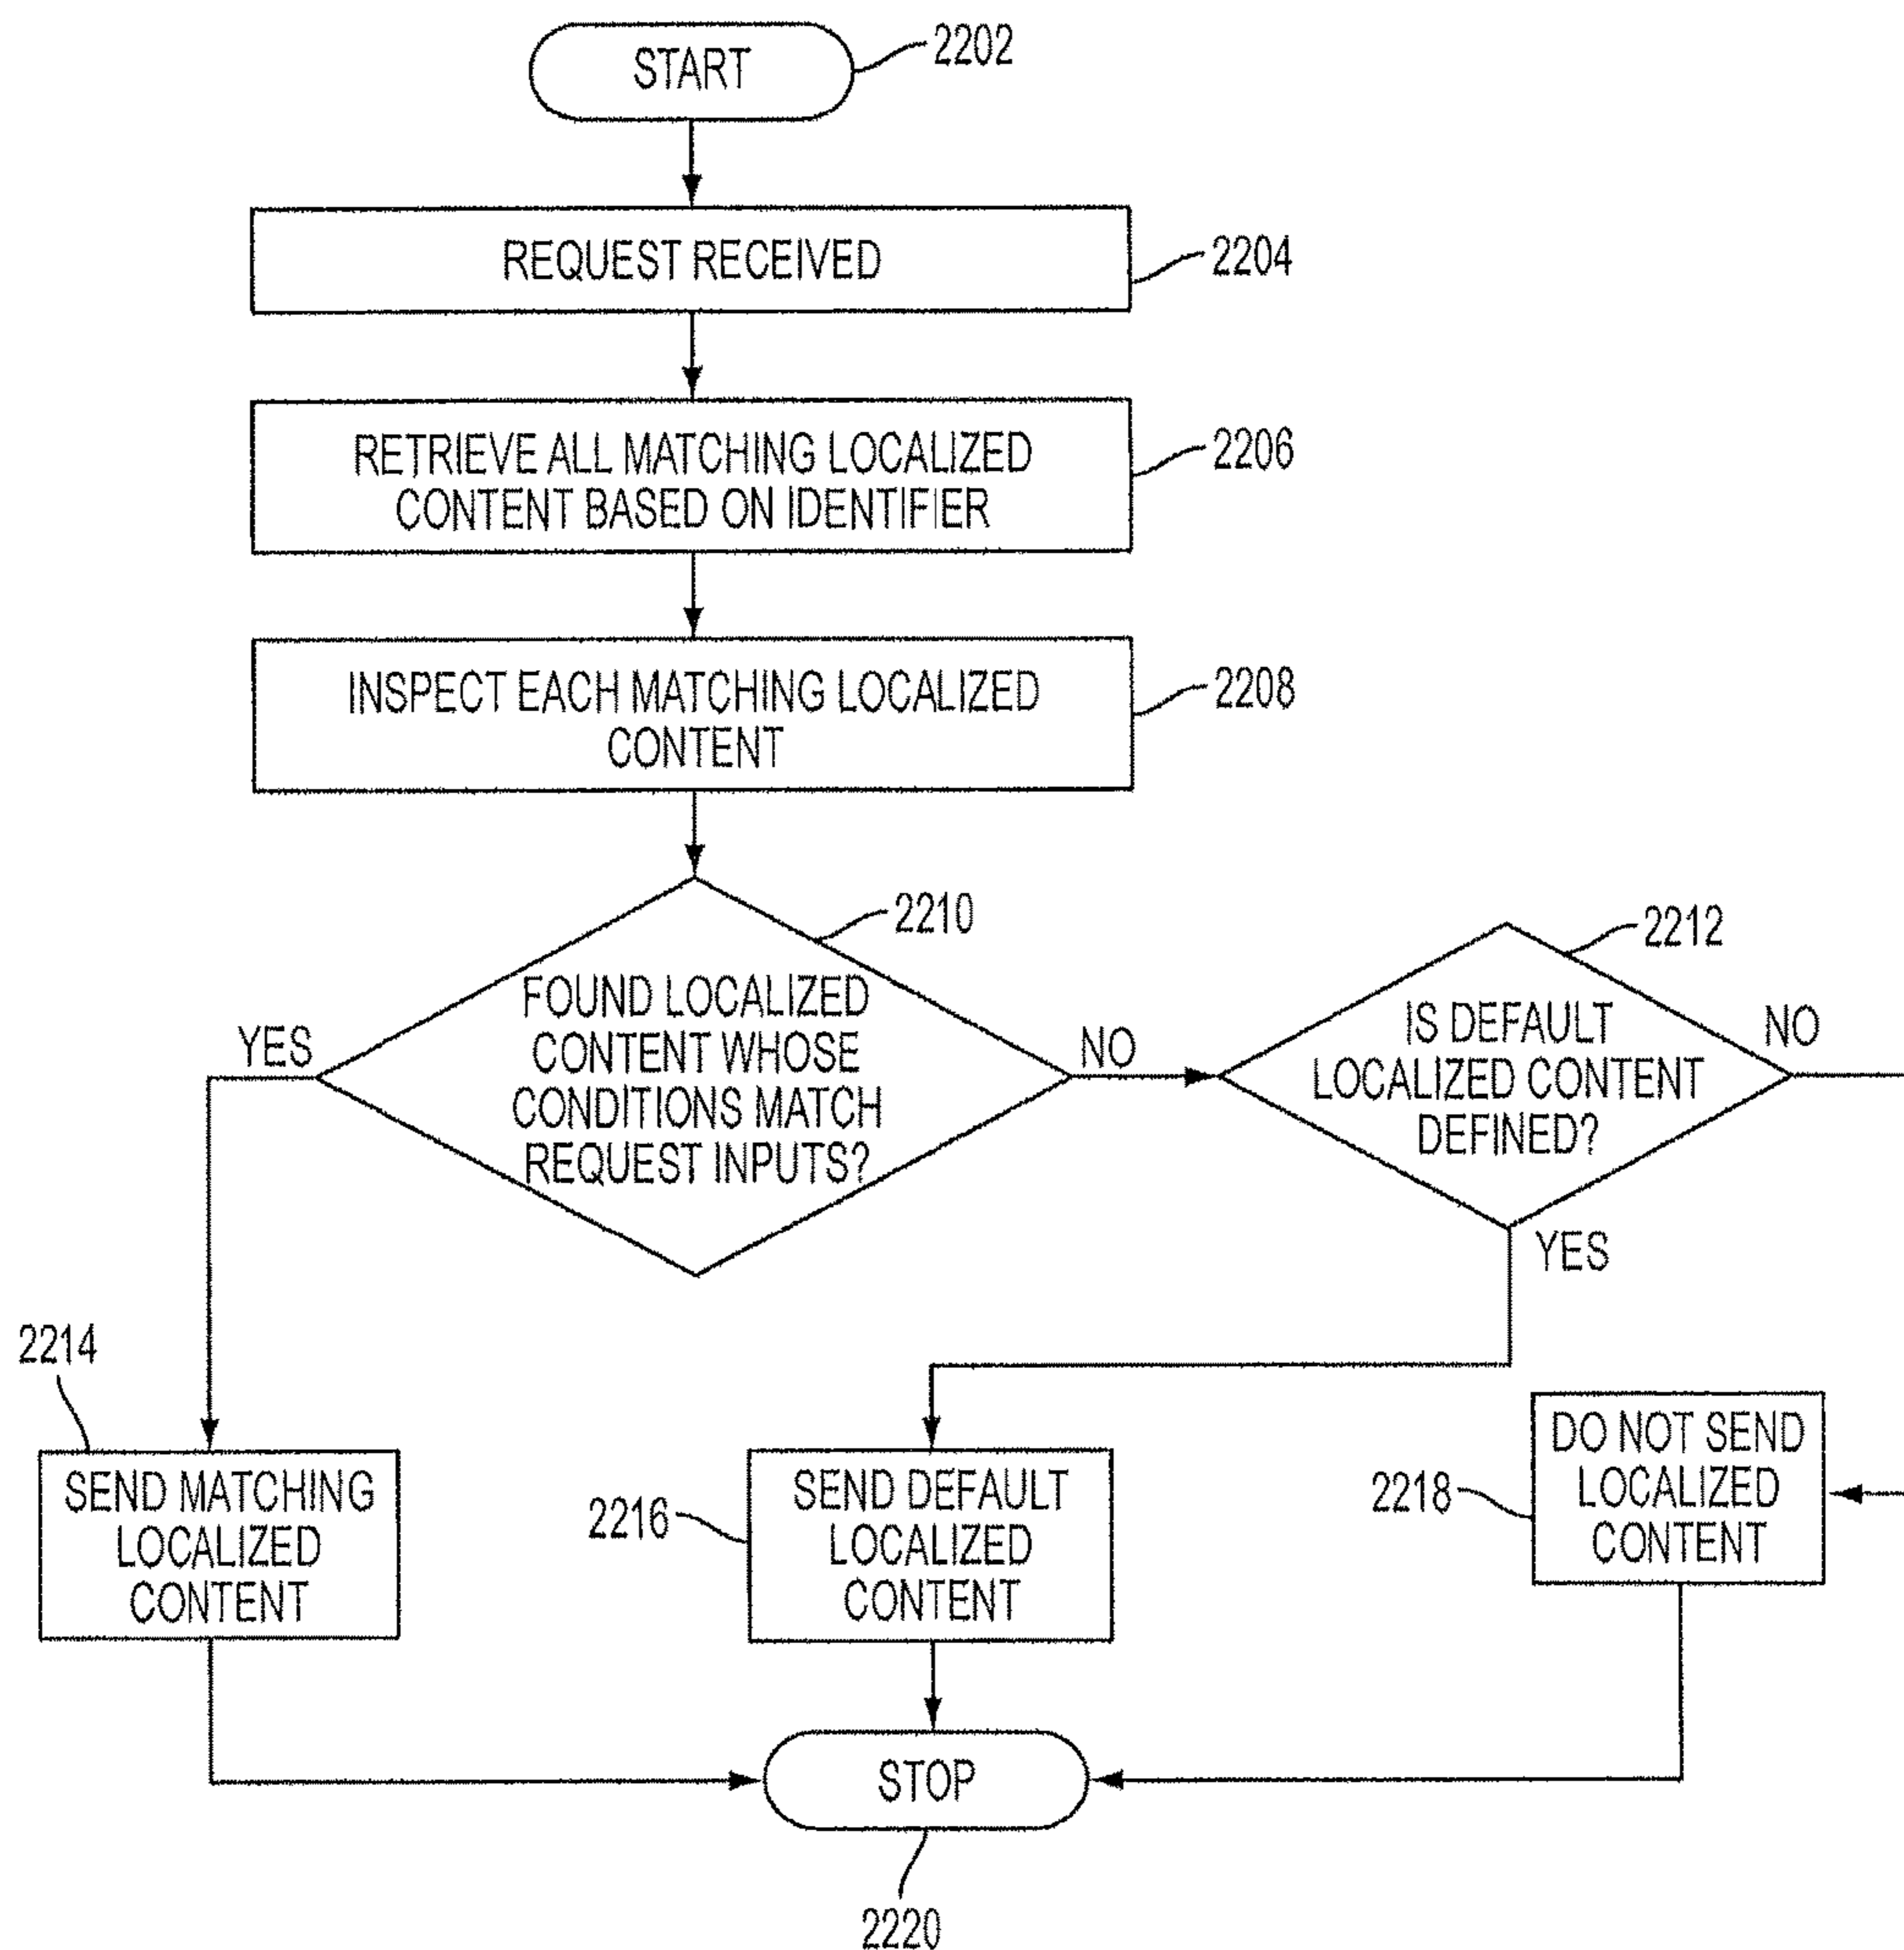 START
2202
REQUEST RECEIVED
2204
RETRIEVE ALL MATCHING LOCALIZED
CONTENT BASED ON IDENTIFIER
2206
INSPECT EACH MATCHING LOCALIZED
CONTENT
2208
2210
FOUND LOCALIZED
CONTENT WHOSE
CONDITIONS MATCH
REQUEST INPUTS?
YES
NO
2212
IS DEFAULT
LOCALIZED CONTENT
DEFINED?
NO
YES
2214
SEND MATCHING
LOCALIZED
CONTENT
2216
SEND DEFAULT
LOCALIZED
CONTENT
2218
DO NOT SEND
LOCALIZED
CONTENT
STOP
2220